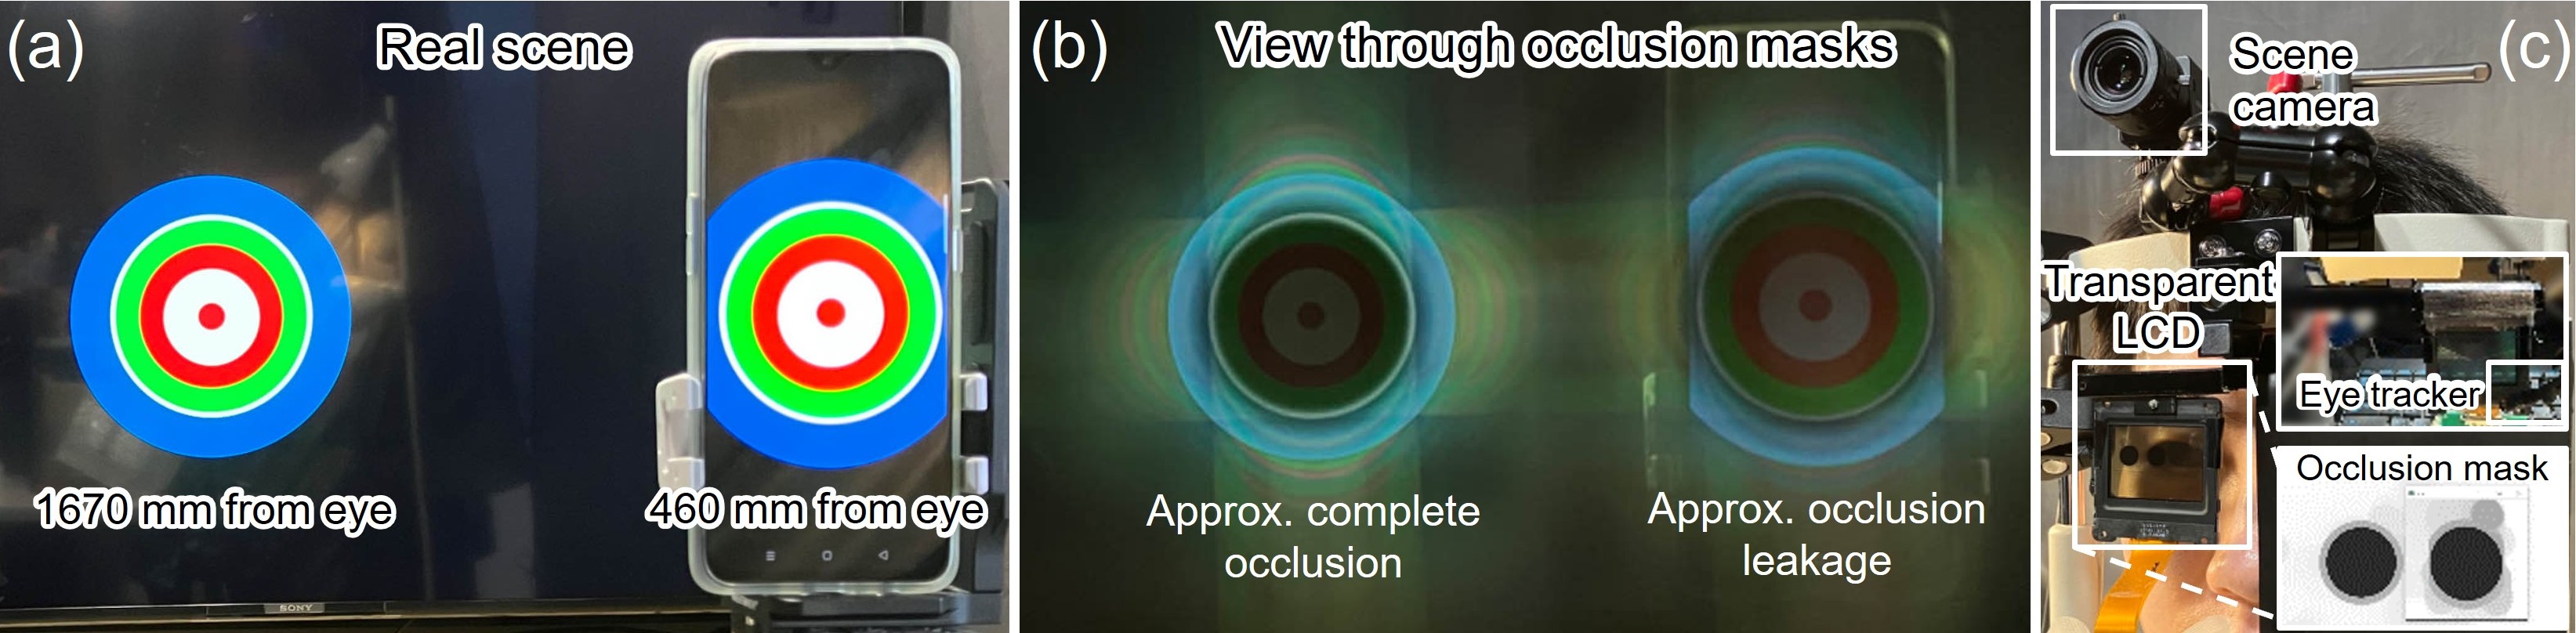 (a)
Real scene
1670 mm from eye
460 mm from eye
SONY
(b)
View through occlusion masks
Approx. complete
occlusion
Approx. occlusion
leakage
(c)
Scene
camera
Transparent
LCD
Eye tracker
Occlusion mask